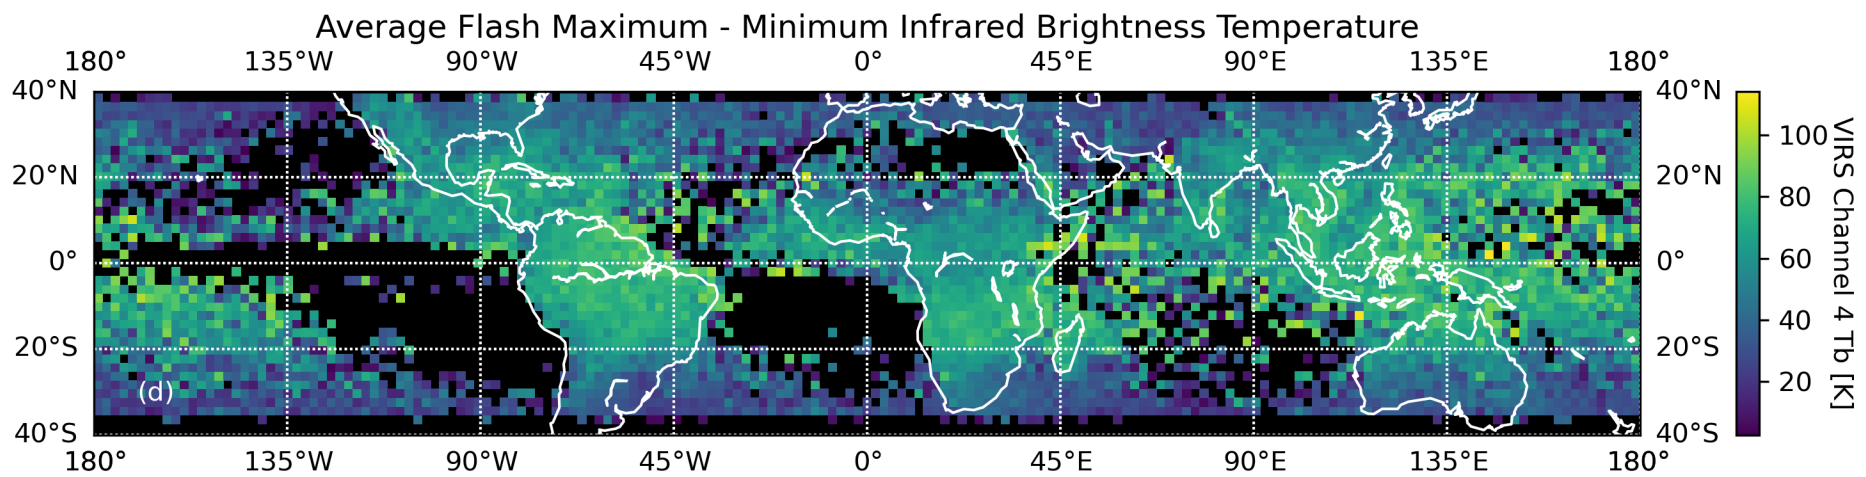 Average Flash Maximum - Minimum Infrared Brightness Temperature
180° 135°W 90°W 45°W 0° 45°E 90°E 135°E 180°
40°N 40°N
100
20°N 20°N
80
0° 0°
60
40
20°S 20°S
(d) 20
40°S 40°S
180° 135°W 90°W 45°W 0° 45°E 90°E 135°E 180°
VIRS Channel 4 Tb [K]